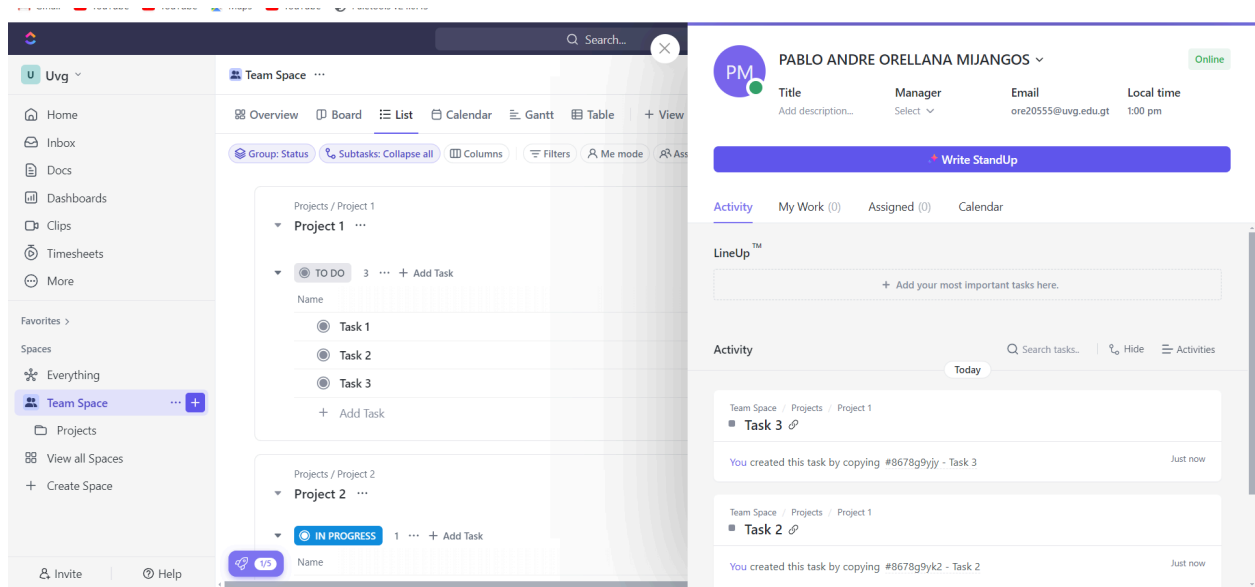 Search...
U Uvg
Home
Inbox
Docs
Dashboards
Clips
Timesheets
More
Favorites >
Spaces
Everything
Team Space ··· +
Projects
View all Spaces
+ Create Space
Invite
Help
Team Space ···
Overview
Board
List
Calendar
Gantt
Table
+ View
Group: Status
Subtasks: Collapse all
Columns
Filters
Me mode
Ass
Projects / Project 1
Project 1 ···
TO DO 3 ··· + Add Task
Name
Task 1
Task 2
Task 3
+ Add Task
Projects / Project 2
Project 2 ···
IN PROGRESS 1 ··· + Add Task
Name
1/5
PM
PABLO ANDRE ORELLANA MIJANGOS
Online
Title Manager Email Local time
Add description... Select ore20555@uvg.edu.gt 1:00 pm
Write StandUp
Activity My Work (0) Assigned (0) Calendar
LineUp™
+ Add your most important tasks here.
Activity
Search tasks..
Hide
Activities
Today
Team Space / Projects / Project 1
Task 3
You created this task by copying #8678g9yjy - Task 3
Just now
Team Space / Projects / Project 1
Task 2
You created this task by copying #8678g9yk2 - Task 2
Just now